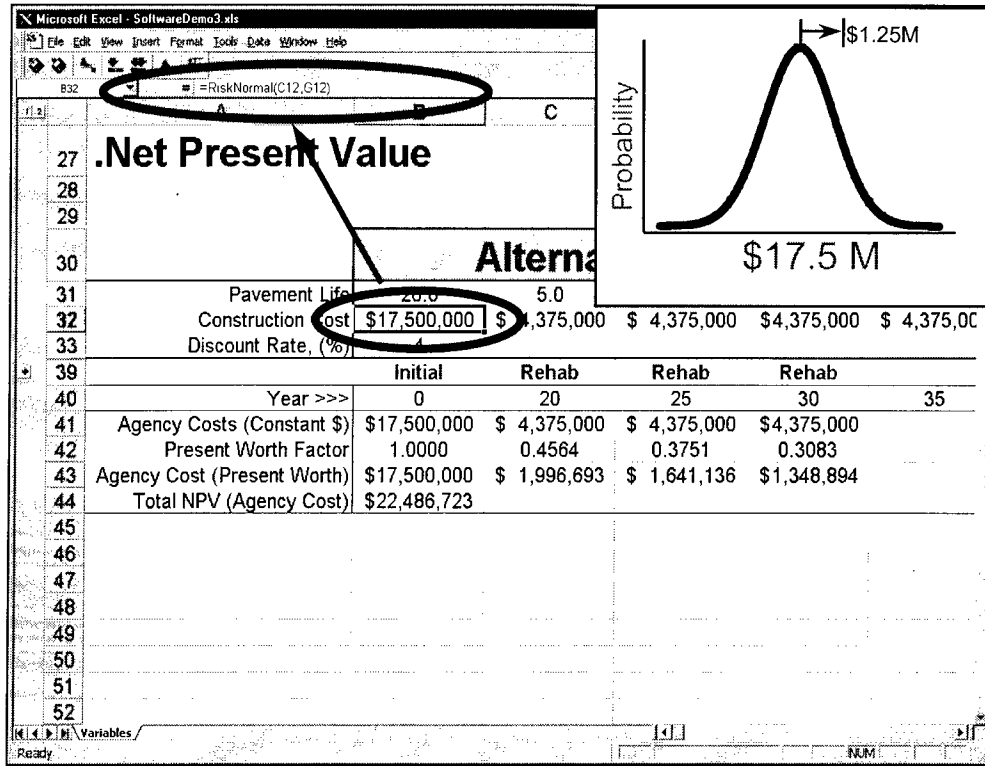 Microsoft Excel - SoftwareDemo3.xls
File Edit View Insert Format Tools Data Window Help
B32 = =RiskNormal(C12,G12)
1 2 A B C
27 .Net Present Value
28
29
30 Alterna
31 Pavement Life 20.0 5.0
32 Construction Cost $17,500,000 $ 4,375,000 $ 4,375,000 $4,375,000 $ 4,375,00
33 Discount Rate, (%) 4
39 Initial Rehab Rehab Rehab
40 Year >>> 0 20 25 30 35
41 Agency Costs (Constant $) $17,500,000 $ 4,375,000 $ 4,375,000 $4,375,000
42 Present Worth Factor 1.0000 0.4564 0.3751 0.3083
43 Agency Cost (Present Worth) $17,500,000 $ 1,996,693 $ 1,641,136 $1,348,894
44 Total NPV (Agency Cost) $22,486,723
45
46
47
48
49
50
51
52
Variables
Ready NUM
$1.25M
Probability
$17.5 M